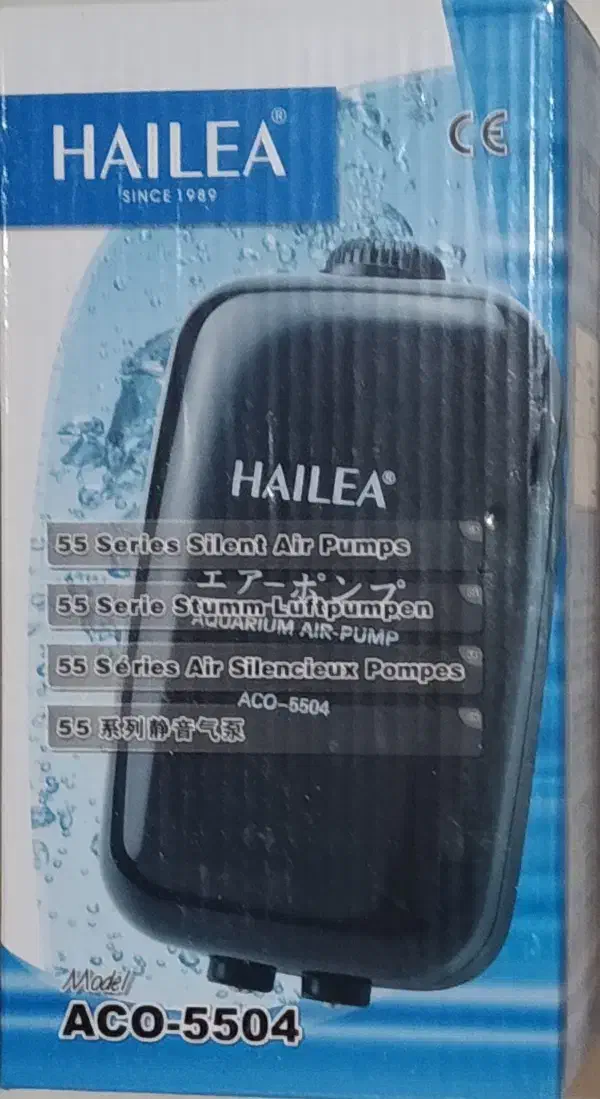 HAILEA®
SINCE 1989
CE
HAILEA®
55 Series Silent Air Pumps
エアーポンプ
55 Serie Stumm Luftpumpen
AQUARIUM AIR-PUMP
55 Séries Air Silencieux Pompes
ACO-5504
55 系列静音气泵
Modell
ACO-5504